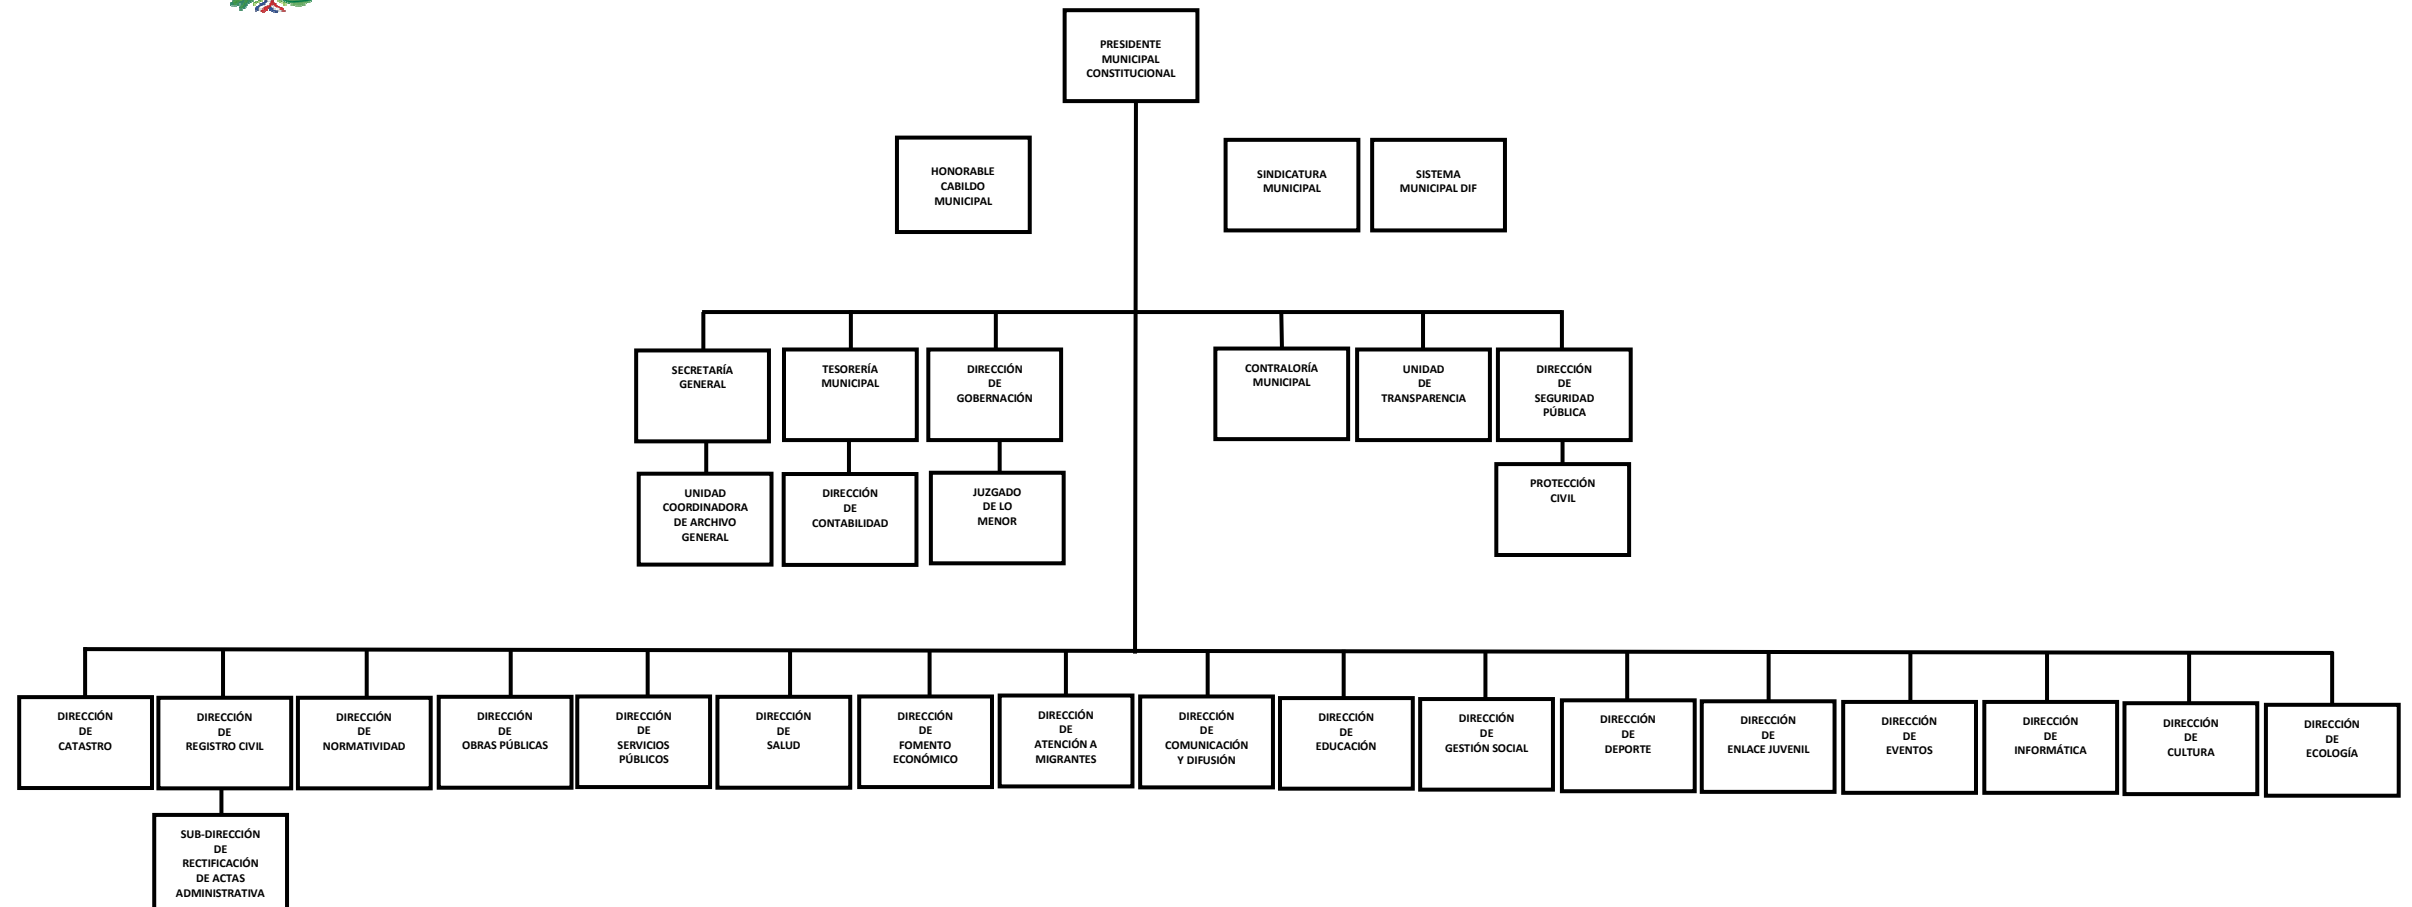 PRESIDENTE
MUNICIPAL
CONSTITUCIONAL
HONORABLE
CABILDO
MUNICIPAL
SINDICATURA
MUNICIPAL
SISTEMA
MUNICIPAL DIF
SECRETARÍA
GENERAL
TESORERÍA
MUNICIPAL
DIRECCIÓN
DE
GOBERNACIÓN
CONTRALORÍA
MUNICIPAL
UNIDAD
DE
TRANSPARENCIA
DIRECCIÓN
DE
SEGURIDAD
PÚBLICA
UNIDAD
COORDINADORA
DE ARCHIVO
GENERAL
DIRECCIÓN
DE
CONTABILIDAD
JUZGADO
DE LO
MENOR
PROTECCIÓN
CIVIL
DIRECCIÓN
DE
CATASTRO
DIRECCIÓN
DE
REGISTRO CIVIL
DIRECCIÓN
DE
NORMATIVIDAD
DIRECCIÓN
DE
OBRAS PÚBLICAS
DIRECCIÓN
DE
SERVICIOS
PÚBLICOS
DIRECCIÓN
DE
SALUD
DIRECCIÓN
DE
FOMENTO
ECONÓMICO
DIRECCIÓN
DE
ATENCIÓN A
MIGRANTES
DIRECCIÓN
DE
COMUNICACIÓN
Y DIFUSIÓN
DIRECCIÓN
DE
EDUCACIÓN
DIRECCIÓN
DE
GESTIÓN SOCIAL
DIRECCIÓN
DE
DEPORTE
DIRECCIÓN
DE
ENLACE JUVENIL
DIRECCIÓN
DE
EVENTOS
DIRECCIÓN
DE
INFORMÁTICA
DIRECCIÓN
DE
CULTURA
DIRECCIÓN
DE
ECOLOGÍA
SUB-DIRECCIÓN
DE
RECTIFICACIÓN
DE ACTAS
ADMINISTRATIVA